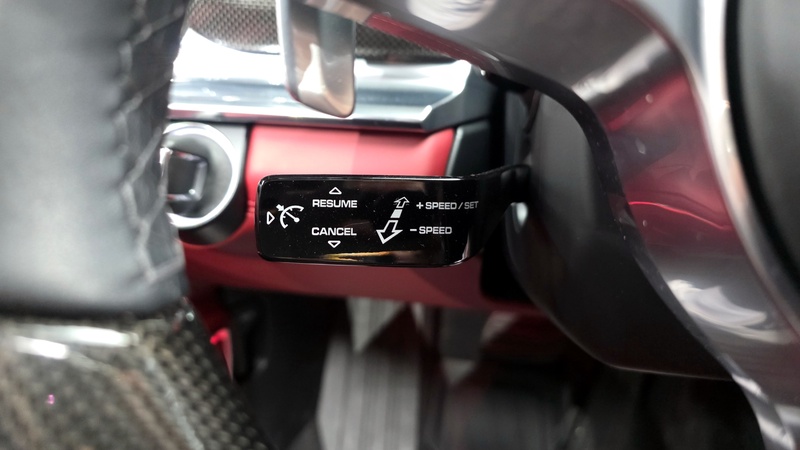 RESUME
+ SPEED / SET
CANCEL
- SPEED